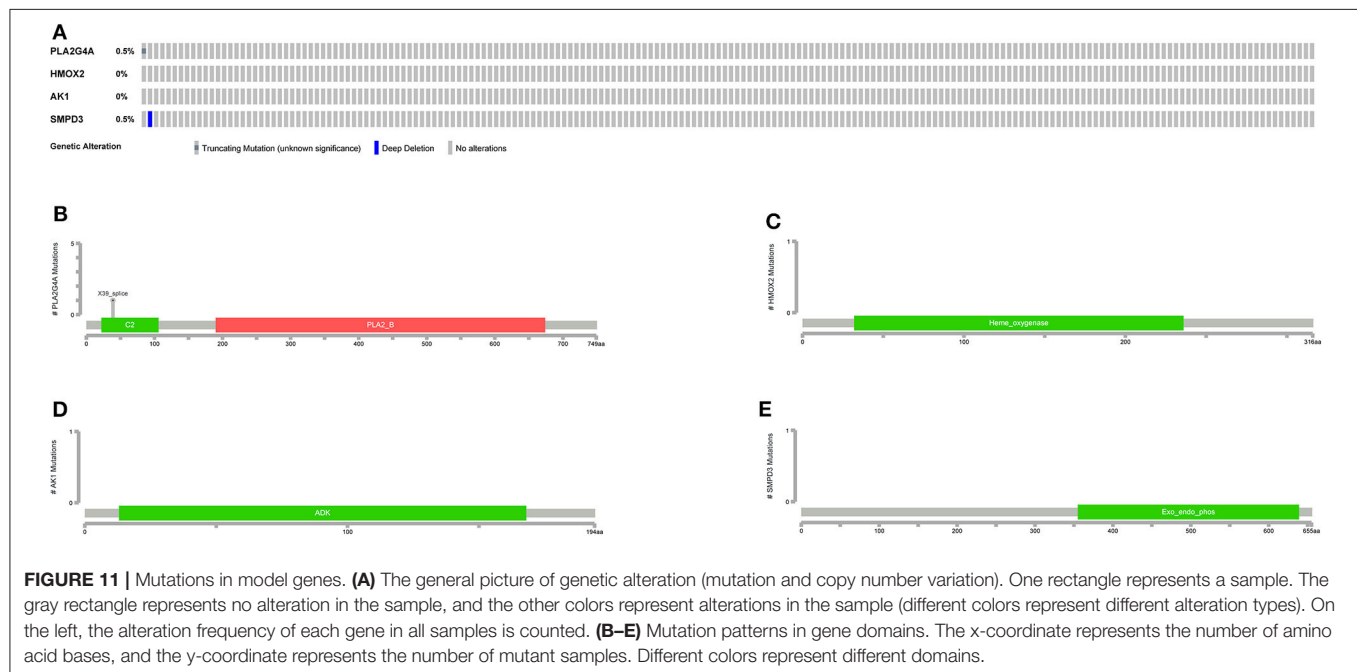 A
PLA2G4A 0.5%
HMOX2 0%
AK1 0%
SMPD3 0.5%
Genetic Alteration Truncating Mutation (unknown significance) Deep Deletion No alterations
B
# PLA2G4A Mutations
5
0
X39_splice
C2 PLA2_B
0 100 200 300 400 500 600 700 749aa
C
# HMOX2 Mutations
1
0
Heme_oxygenase
0 100 200 316aa
D
# AK1 Mutations
1
0
ADK
0 100 194aa
E
# SMPD3 Mutations
1
0
Exo_endo_phos
0 100 200 300 400 500 600 655aa
FIGURE 11 | Mutations in model genes. (A) The general picture of genetic alteration (mutation and copy number variation). One rectangle represents a sample. The
gray rectangle represents no alteration in the sample, and the other colors represent alterations in the sample (different colors represent different alteration types). On
the left, the alteration frequency of each gene in all samples is counted. (B–E) Mutation patterns in gene domains. The x-coordinate represents the number of amino
acid bases, and the y-coordinate represents the number of mutant samples. Different colors represent different domains.